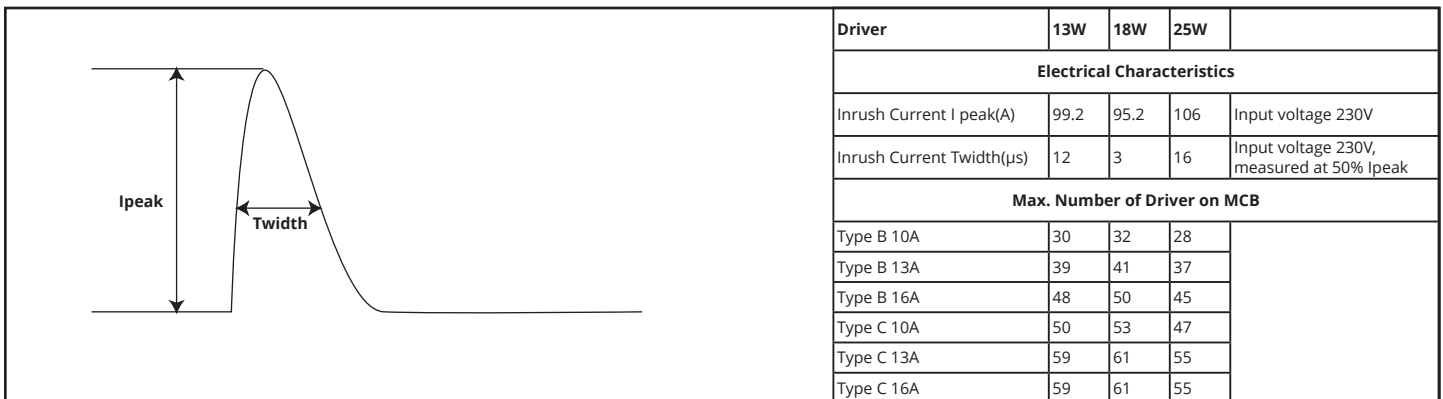 Ipeak
Twidth
Driver 13W 18W 25W
Electrical Characteristics
Inrush Current I peak(A) 99.2 95.2 106 Input voltage 230V
Inrush Current Twidth(μs) 12 3 16 Input voltage 230V,
measured at 50% Ipeak
Max. Number of Driver on MCB
Type B 10A 30 32 28
Type B 13A 39 41 37
Type B 16A 48 50 45
Type C 10A 50 53 47
Type C 13A 59 61 55
Type C 16A 59 61 55